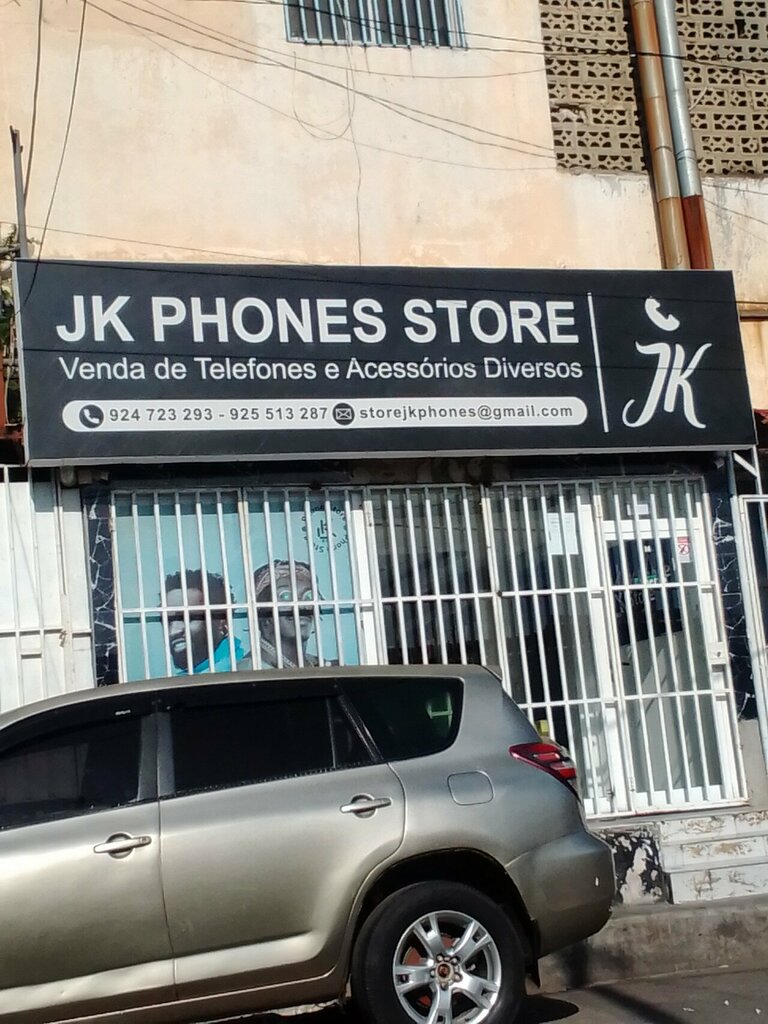 JK PHONES STORE
Venda de Telefones e Acessórios Diversos
924 723 293 - 925 513 287 storejkphones@gmail.com
JK